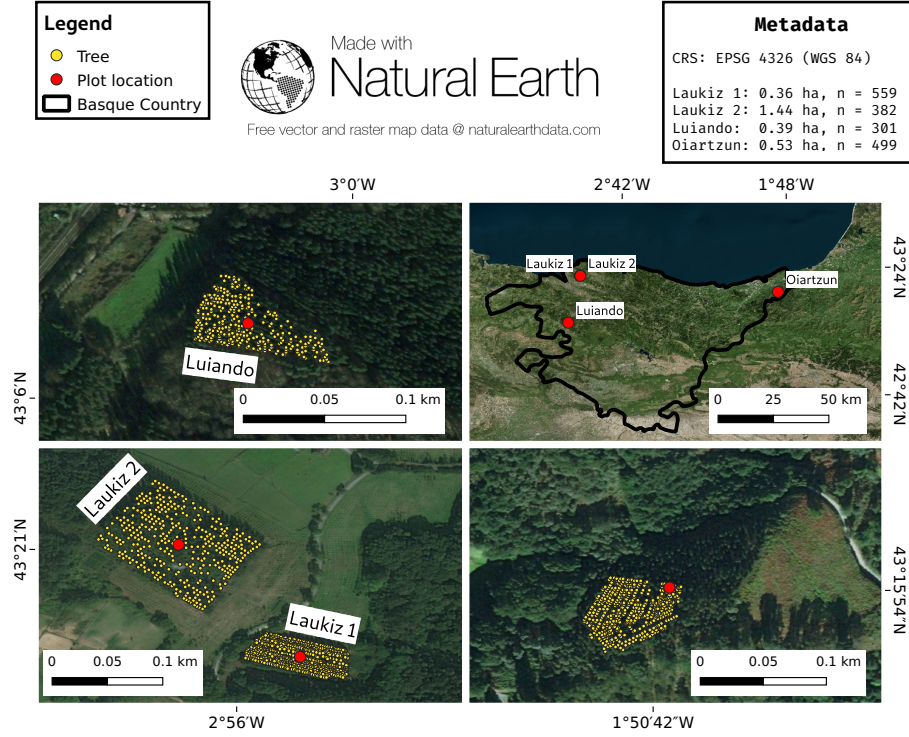 Legend
Tree
Plot location
Basque Country
Made with
Natural Earth
Free vector and raster map data @ naturalearthdata.com
Metadata
CRS: EPSG 4326 (WGS 84)
Laukiz 1: 0.36 ha, n = 559
Laukiz 2: 1.44 ha, n = 382
Luiando: 0.39 ha, n = 301
Oiartzun: 0.53 ha, n = 499
3°0′W
2°42′W
1°48′W
Luiando
0 0.05 0.1 km
43°6′N
Laukiz 1
Laukiz 2
Oiartzun
Luiando
0 25 50 km
43°24′N
42°42′N
Laukiz 2
Laukiz 1
0 0.05 0.1 km
43°21′N
0 0.05 0.1 km
43°15′54″N
2°56′W
1°50′42″W